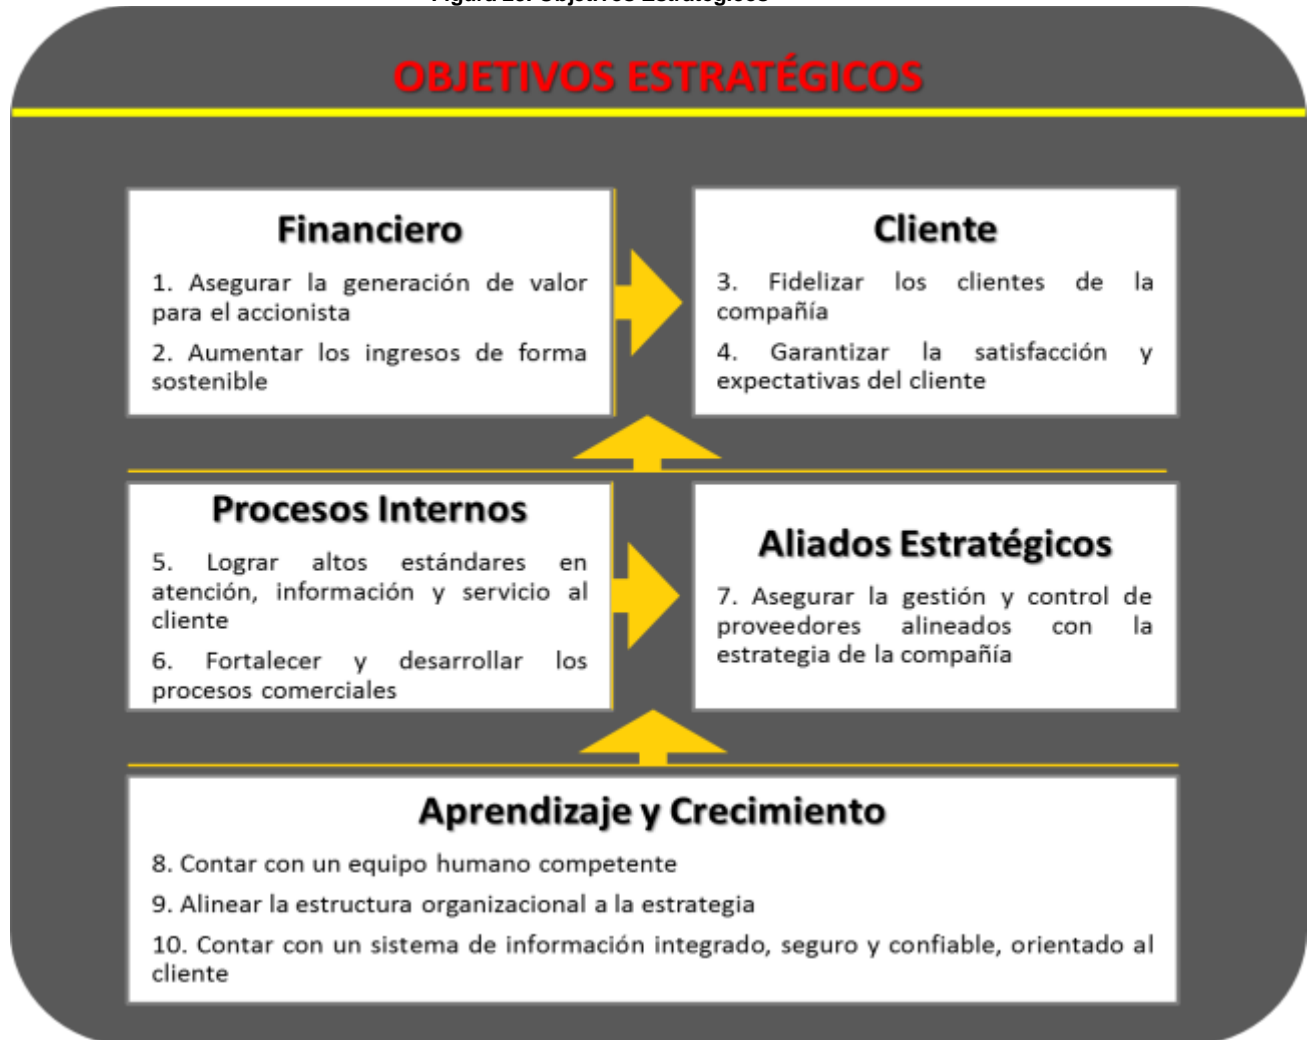 OBJETIVOS ESTRATÉGICOS
Financiero
1. Asegurar la generación de valor
para el accionista
2. Aumentar los ingresos de forma
sostenible
Cliente
3. Fidelizar los clientes de la
compañía
4. Garantizar la satisfacción y
expectativas del cliente
Procesos Internos
5. Lograr altos estándares en
atención, información y servicio al
cliente
6. Fortalecer y desarrollar los
procesos comerciales
Aliados Estratégicos
7. Asegurar la gestión y control de
proveedores alineados con la
estrategia de la compañía
Aprendizaje y Crecimiento
8. Contar con un equipo humano competente
9. Alinear la estructura organizacional a la estrategia
10. Contar con un sistema de información integrado, seguro y confiable, orientado al
cliente